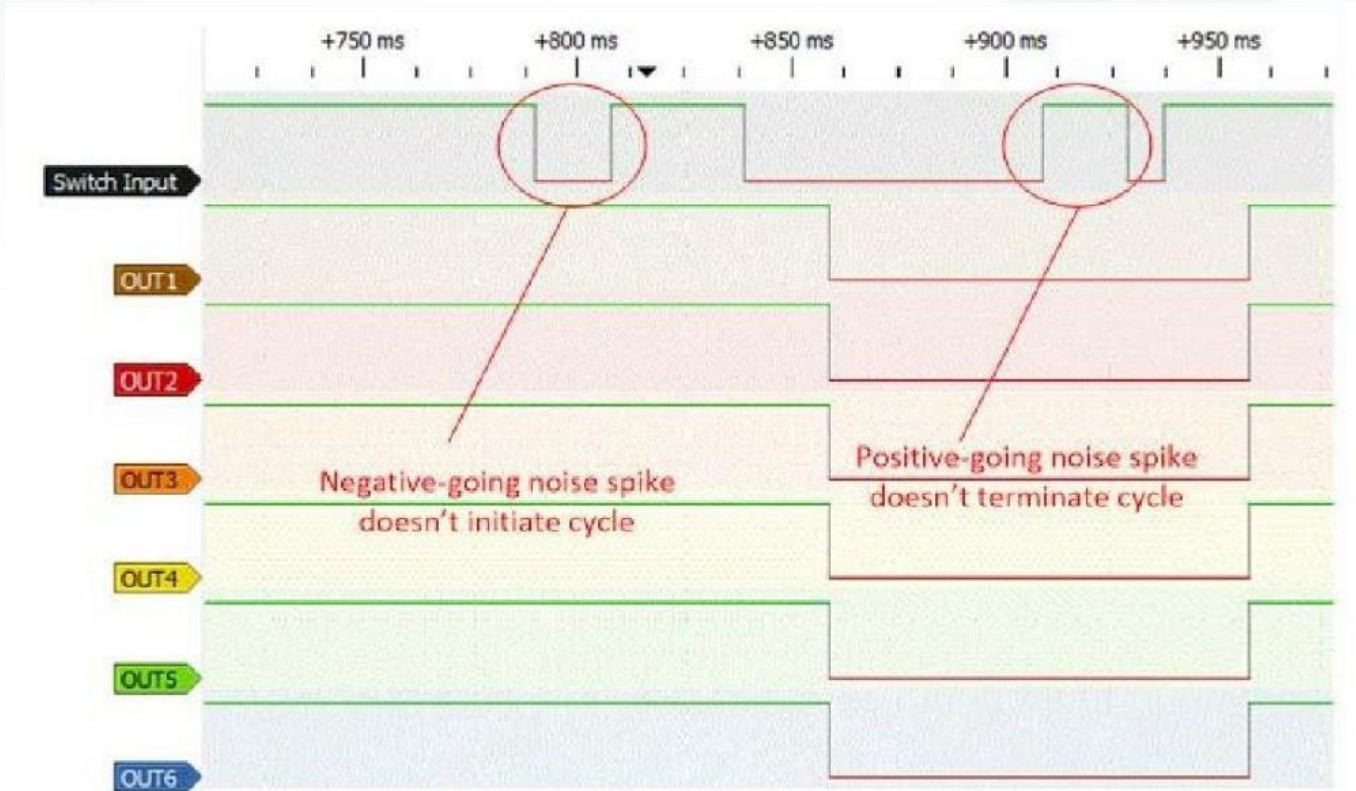 +750 ms +800 ms +850 ms +900 ms +950 ms
Switch Input
OUT1
OUT2
OUT3
Negative-going noise spike
doesn't initiate cycle
Positive-going noise spike
doesn't terminate cycle
OUT4
OUT5
OUT6